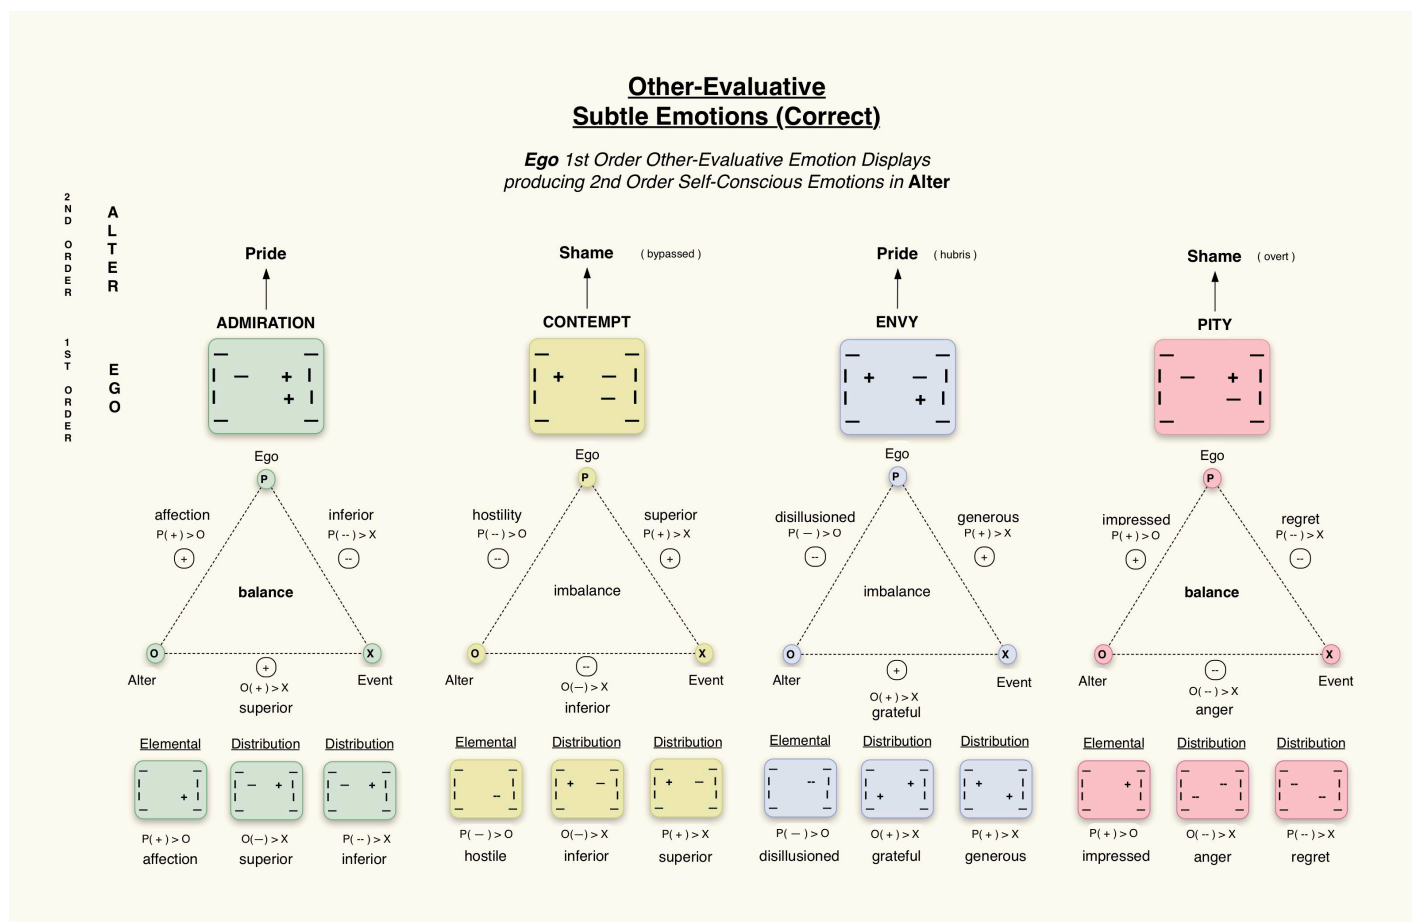 Other-Evaluative
Subtle Emotions (Correct)
Ego 1st Order Other-Evaluative Emotion Displays
producing 2nd Order Self-Conscious Emotions in Alter
2ND ORDER
ALTER
1ST ORDER
EGO
Pride
Shame ( bypassed )
Pride ( hubris )
Shame ( overt )
ADMIRATION
CONTEMPT
ENVY
PITY
— —
| — + |
| + |
— —
— —
| + — |
| — |
— —
— —
| + — |
| + |
— —
— —
| — + |
| — |
— —
Ego
P
affection
P( + ) > O
+
inferior
P( -- ) > X
--
balance
O
X
+
Alter
O( + ) > X
Event
superior
Ego
P
hostility
P( -- ) > O
--
superior
P( + ) > X
+
imbalance
O
X
--
Alter
O(—) > X
Event
inferior
Ego
P
disillusioned
P( — ) > O
--
generous
P( + ) > X
+
imbalance
O
X
+
Alter
O( + ) > X
Event
grateful
Ego
P
impressed
P( + ) > O
+
regret
P( -- ) > X
--
balance
O
X
--
Alter
O( -- ) > X
Event
anger
Elemental Distribution Distribution
— —
| |
| + |
— —
— —
| — + |
| |
— —
— —
| — + |
| |
— —
P( + ) > O O(—) > X P( -- ) > X
affection superior inferior
Elemental Distribution Distribution
— —
| |
| -- |
— —
— —
| + — |
| |
— —
— —
| + — |
| |
— —
P( — ) > O O(—) > X P( + ) > X
hostile inferior superior
Elemental Distribution Distribution
— —
| -- |
| |
— —
— —
| + |
| + |
— —
— —
| + |
| + |
— —
P( — ) > O O( + ) > X P( + ) > X
disillusioned grateful generous
Elemental Distribution Distribution
— —
| + |
| |
— —
— —
| -- |
| -- |
— —
— —
| -- |
| -- |
— —
P( + ) > O O( -- ) > X P( -- ) > X
impressed anger regret